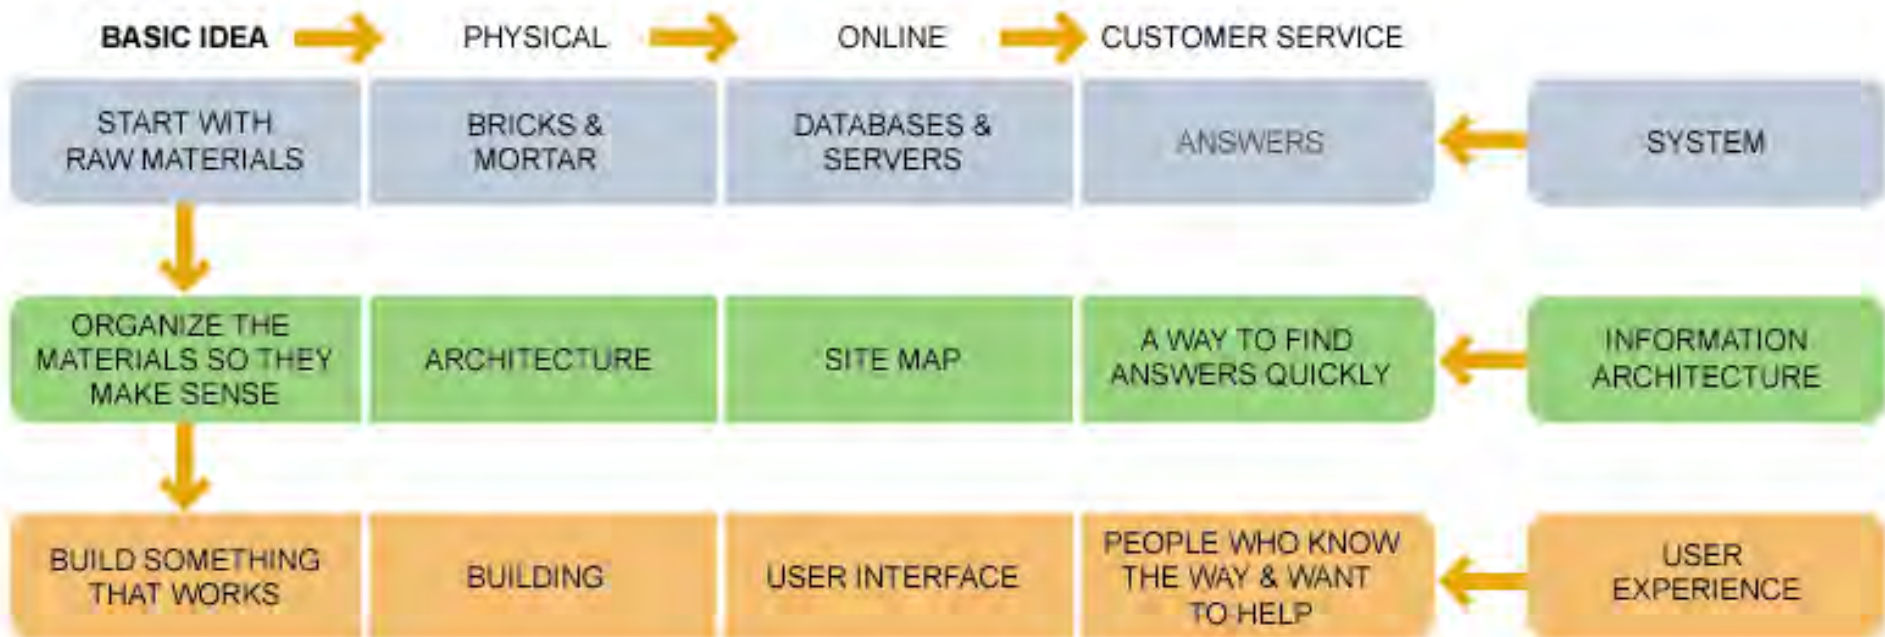 BASIC IDEA
PHYSICAL
ONLINE
CUSTOMER SERVICE
START WITH
RAW MATERIALS
BRICKS &
MORTAR
DATABASES &
SERVERS
ANSWERS
SYSTEM
ORGANIZE THE
MATERIALS SO THEY
MAKE SENSE
ARCHITECTURE
SITE MAP
A WAY TO FIND
ANSWERS QUICKLY
INFORMATION
ARCHITECTURE
BUILD SOMETHING
THAT WORKS
BUILDING
USER INTERFACE
PEOPLE WHO KNOW
THE WAY & WANT
TO HELP
USER
EXPERIENCE